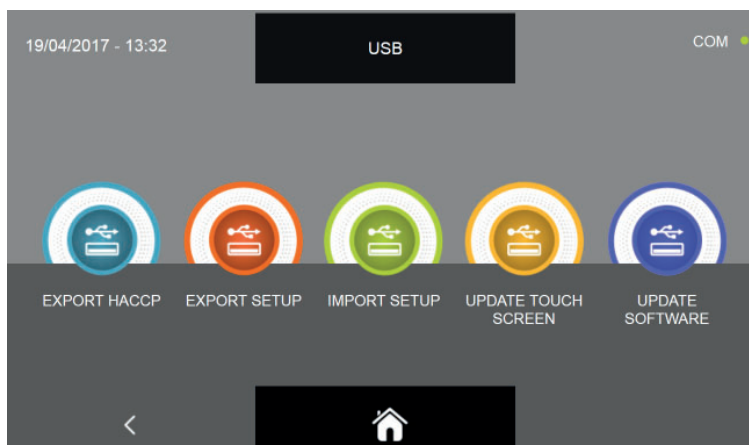 19/04/2017 - 13:32
USB
COM
EXPORT HACCP
EXPORT SETUP
IMPORT SETUP
UPDATE TOUCH
SCREEN
UPDATE
SOFTWARE